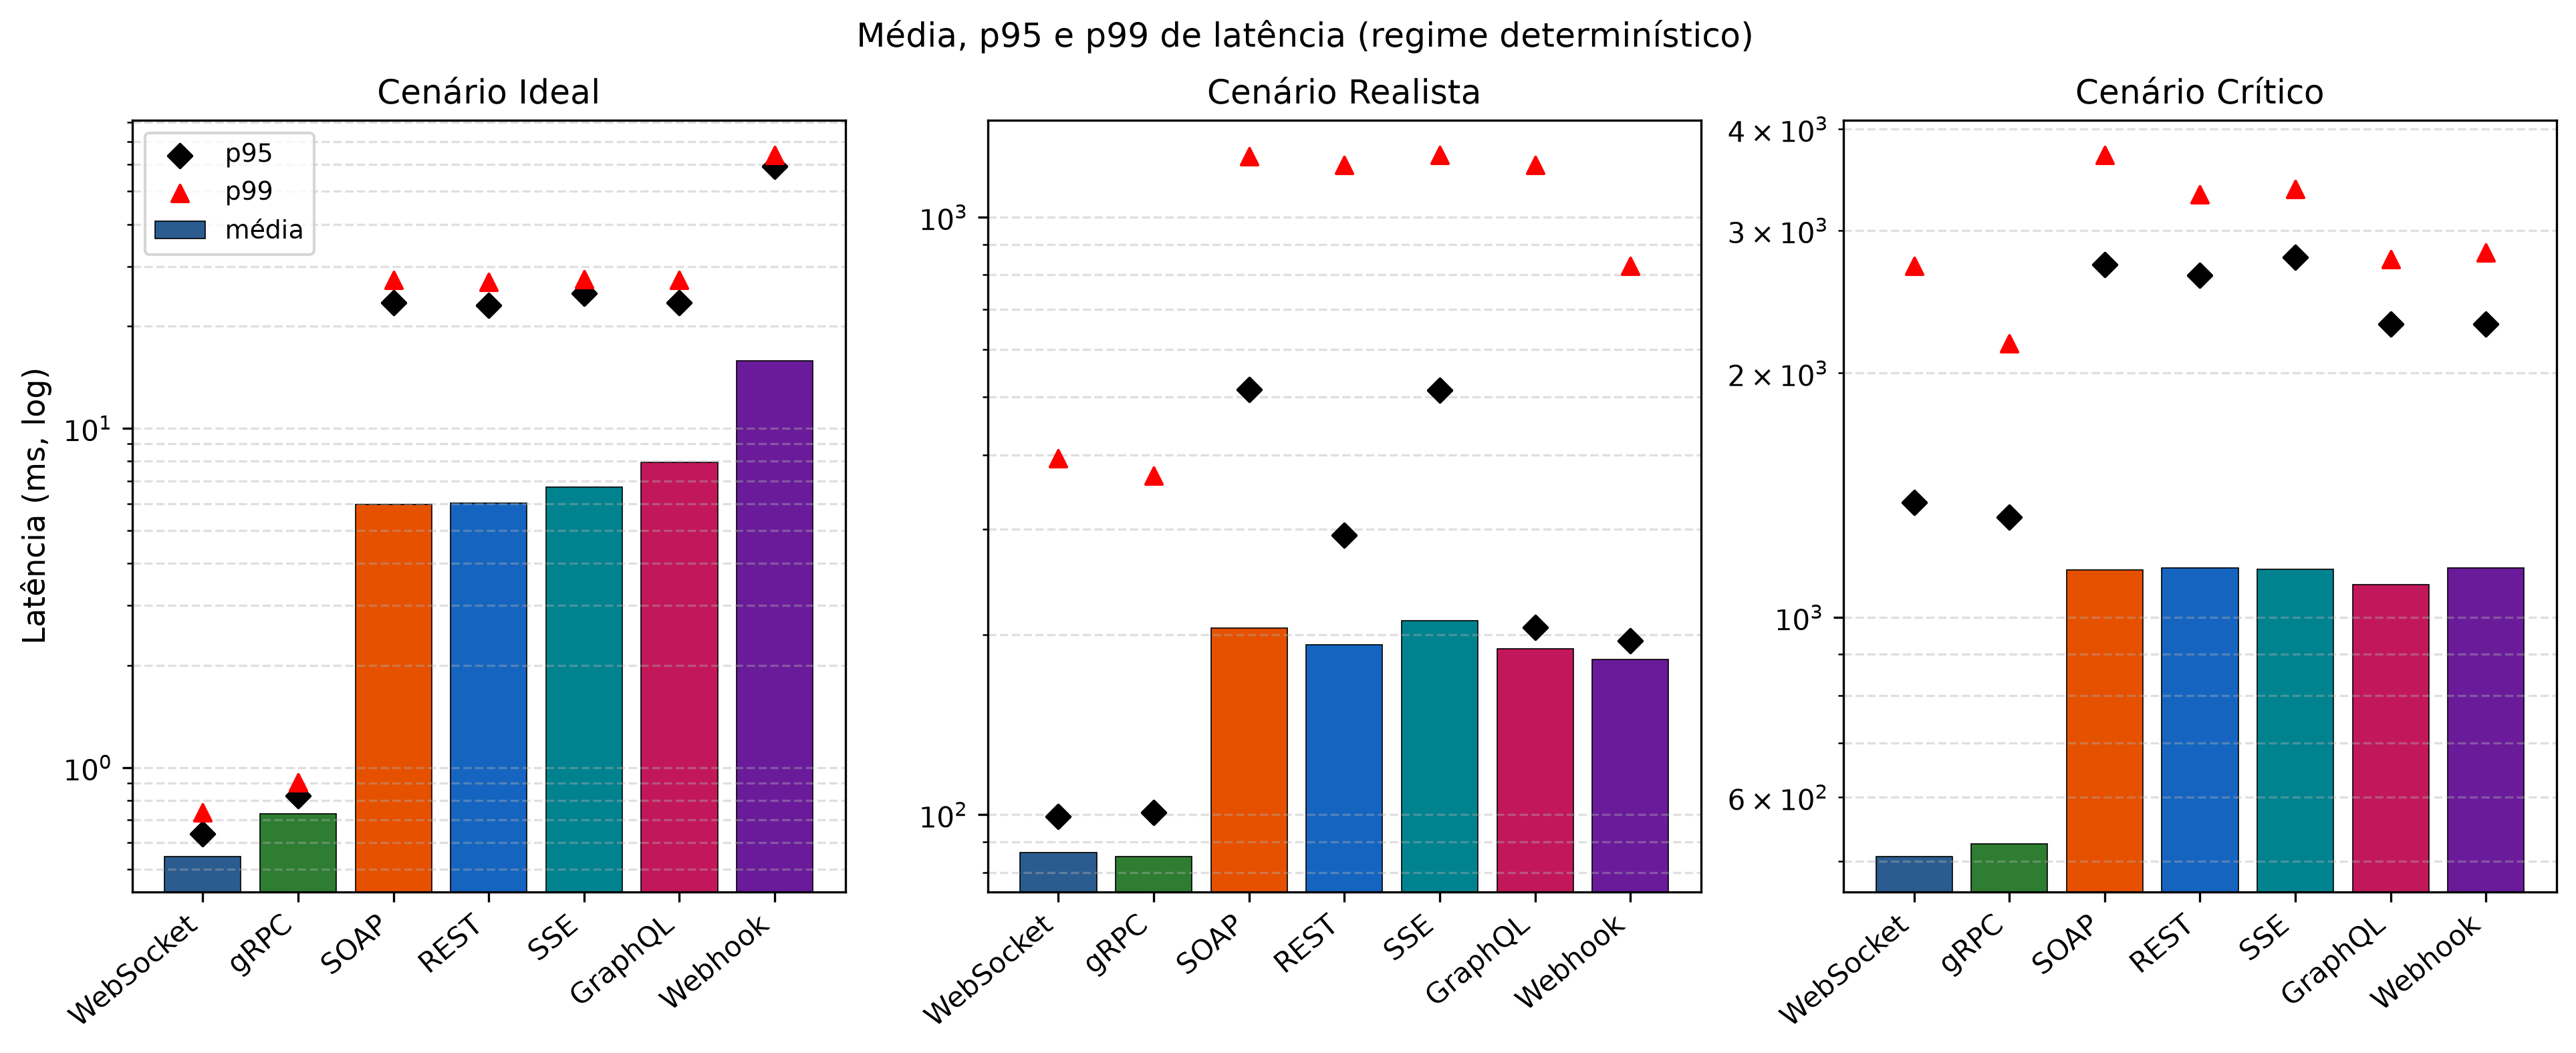 Média, p95 e p99 de latência (regime determinístico)
Cenário Ideal
Latência (ms, log)
10¹
10⁰
p95
p99
média
WebSocket
gRPC
SOAP
REST
SSE
GraphQL
Webhook
Cenário Realista
10³
10²
WebSocket
gRPC
SOAP
REST
SSE
GraphQL
Webhook
Cenário Crítico
4 × 10³
3 × 10³
2 × 10³
10³
6 × 10²
WebSocket
gRPC
SOAP
REST
SSE
GraphQL
Webhook